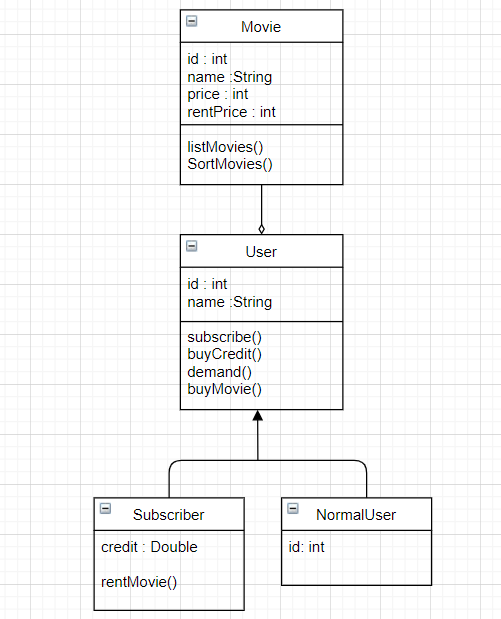 Movie
id : int
name :String
price : int
rentPrice : int
listMovies()
SortMovies()
User
id : int
name :String
subscribe()
buyCredit()
demand()
buyMovie()
Subscriber
credit : Double
rentMovie()
NormalUser
id: int